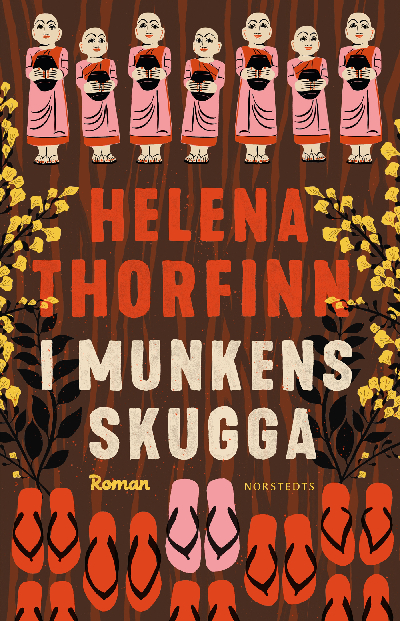 HELENA
THORFINN
I MUNKENS
SKUGGA
Roman
NORSTEDTS